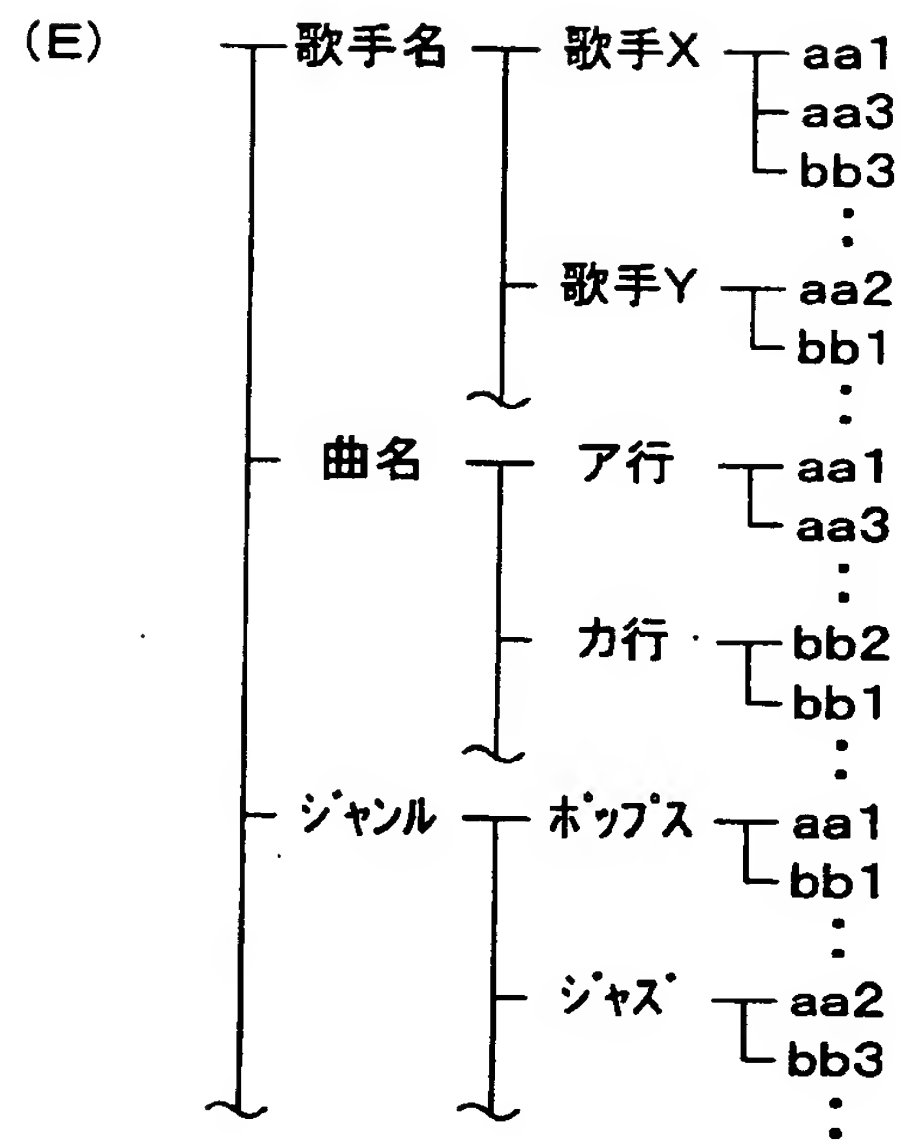 (E) 歌手名 歌手X aa1
aa3
bb3
歌手Y aa2
bb1
曲名 ア行 aa1
aa3
カ行 bb2
bb1
ジャンル ポップス aa1
bb1
ジャズ aa2
bb3